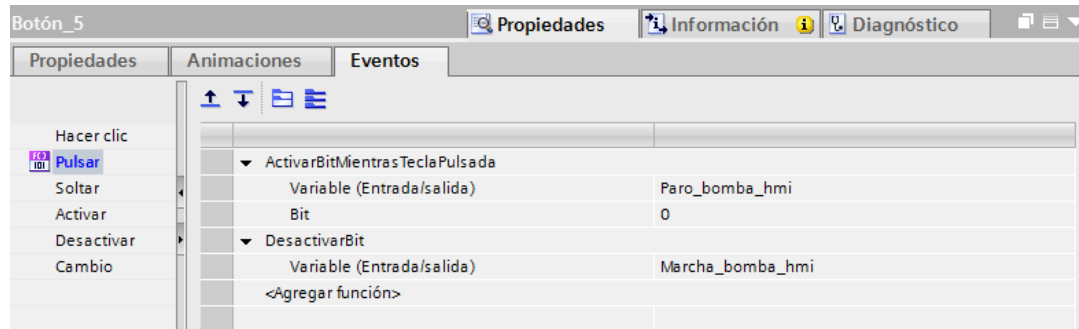 Botón_5
Propiedades Información Diagnóstico
Propiedades Animaciones Eventos
Hacer clic
Pulsar
Soltar
Activar
Desactivar
Cambio
ActivarBitMientrasTeclaPulsada
Variable (Entrada/salida) Paro_bomba_hmi
Bit 0
DesactivarBit
Variable (Entrada/salida) Marcha_bomba_hmi
<Agregar función>